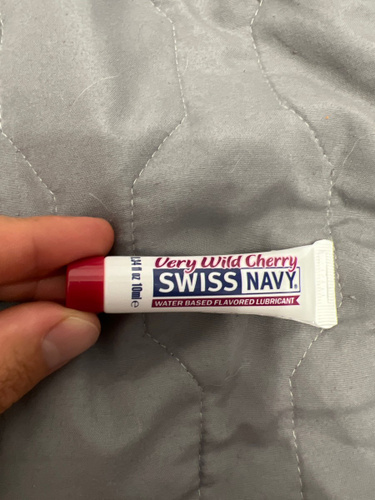 Very Wild Cherry
SWISS NAVY®
WATER BASED FLAVORED LUBRICANT
.34 fl oz 10ml e